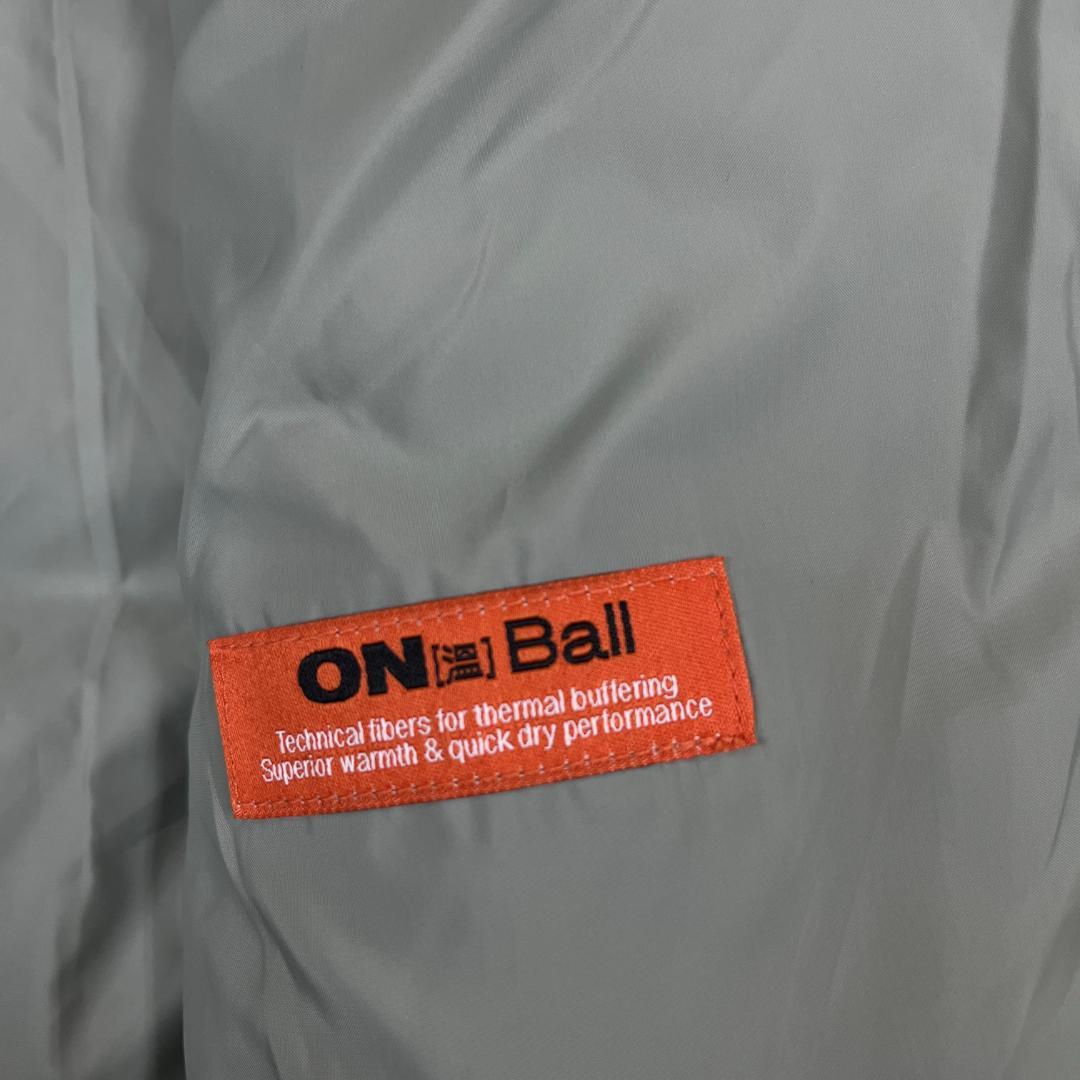 ON[温]Ball
Technical fibers for thermal buffering
Superior warmth & quick dry performance